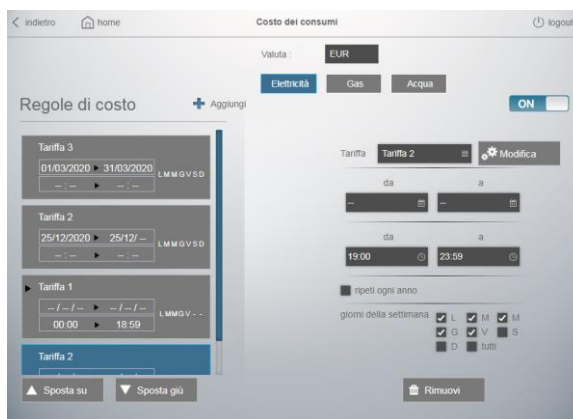 indietro home Costo dei consumi logout
Valuta : EUR
Elettricità Gas Acqua
Regole di costo Aggiungi ON
Tariffa 3
01/03/2020 31/03/2020 LMMGVSD
-- : -- -- : --
Tariffa 2
25/12/2020 25/12/ -- LMMGVSD
-- : -- -- : --
Tariffa 1
-- / -- / -- -- / -- / -- LMMGV - -
00:00 18:59
Tariffa 2
Sposta su Sposta giù
Tariffa Tariffa 2 Modifica
da a
-- --
da a
19:00 23:59
ripeti ogni anno
giorni della settimana L M M
G V S
D tutti
Rimuovi